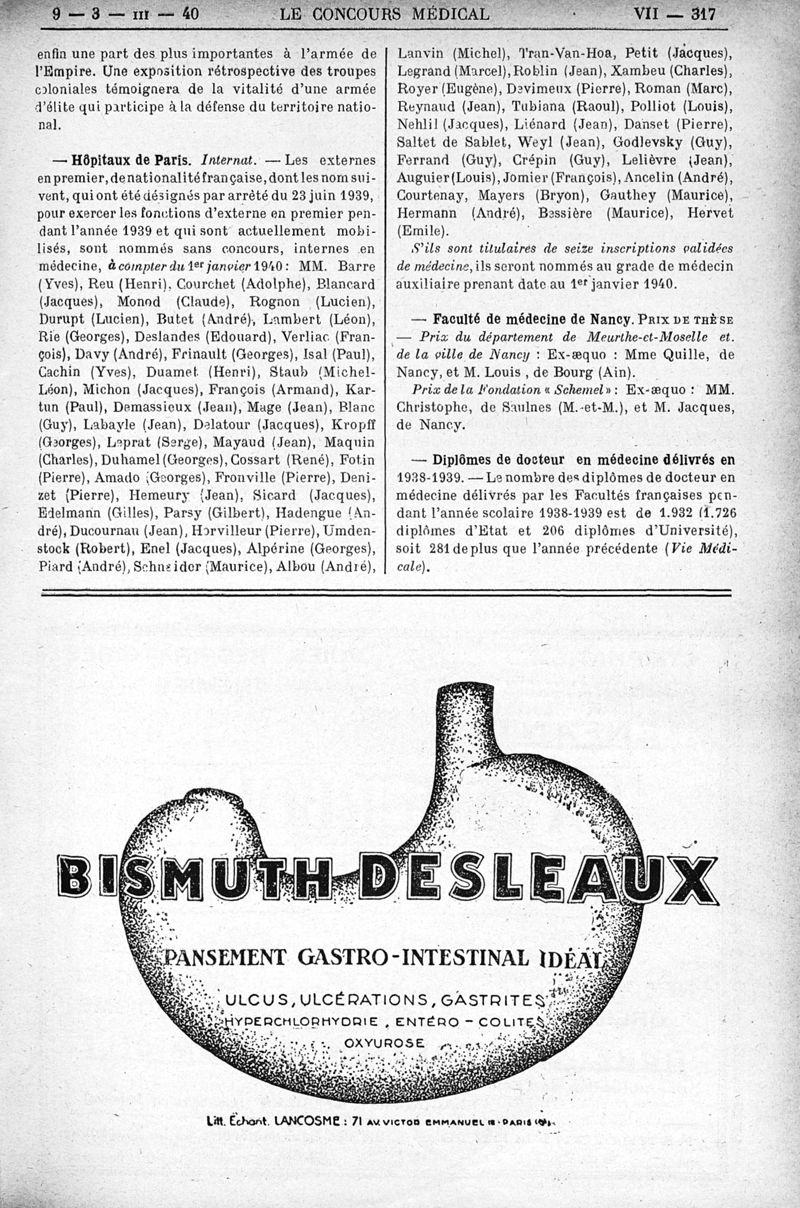 9 — 3 — III — 40 LE CONCOURS MÉDICAL VII — 317
enfin une part des plus importantes à l'armée de
l'Empire. Une exposition rétrospective des troupes
coloniales témoignera de la vitalité d'une armée
d'élite qui participe à la défense du territoire natio-
nal.
— Hôpitaux de Paris. Internat. — Les externes
en premier, de nationalité française, dont les nom sui-
vent, qui ont été désignés par arrêté du 23 juin 1939,
pour exercer les fonctions d'externe en premier pen-
dant l'année 1939 et qui sont actuellement mobi-
lisés, sont nommés sans concours, internes en
médecine, à compter du 1er janvier 1940 : MM. Barre
(Yves), Reu (Henri), Courchet (Adolphe), Blancard
(Jacques), Monod (Claude), Rognon (Lucien),
Durupt (Lucien), Butet (André), Lambert (Léon),
Rie (Georges), Deslandes (Edouard), Verliac (Fran-
çois), Davy (André), Frinault (Georges), Isal (Paul),
Cachin (Yves), Duamet (Henri), Staub (Michel-
Léon), Michon (Jacques), François (Armand), Kar-
tun (Paul), Demassieux (Jean), Mage (Jean), Blanc
(Guy), Labayle (Jean), Delatour (Jacques), Kropff
(Georges), Leprat (Serge), Mayaud (Jean), Maquin
(Charles), Duhamel (Georges), Cossart (René), Fotin
(Pierre), Amado (Georges), Fronville (Pierre), Deni-
zet (Pierre), Hemeury (Jean), Sicard (Jacques),
Edelmann (Gilles), Parsy (Gilbert), Hadengue (An-
dré), Ducournau (Jean), Horvilleur (Pierre), Umden-
stock (Robert), Enel (Jacques), Alpérine (Georges),
Piard (André), Schneider (Maurice), Albou (André),
Lanvin (Michel), Tran-Van-Hoa, Petit (Jacques),
Legrand (Marcel), Roblin (Jean), Xambeu (Charles),
Royer (Eugène), Devimeux (Pierre), Roman (Marc),
Reynaud (Jean), Tubiana (Raoul), Polliot (Louis),
Nehlil (Jacques), Liénard (Jean), Danset (Pierre),
Saltet de Sablet, Weyl (Jean), Godlevsky (Guy),
Ferrand (Guy), Crépin (Guy), Lelièvre (Jean),
Auguier (Louis), Jomier (François), Ancelin (André),
Courtenay, Mayers (Bryon), Gauthey (Maurice),
Hermann (André), Bessière (Maurice), Hervet
(Emile).
S'ils sont titulaires de seize inscriptions validées
de médecine, ils seront nommés au grade de médecin
auxiliaire prenant date au 1er janvier 1940.
— Faculté de médecine de Nancy. PRIX DE THÈSE
— Prix du département de Meurthe-et-Moselle et.
de la ville de Nancy : Ex-æquo : Mme Quille, de
Nancy, et M. Louis , de Bourg (Ain).
Prix de la Fondation « Schemel » : Ex-æquo : MM.
Christophe, de Saulnes (M.-et-M.), et M. Jacques,
de Nancy.
— Diplômes de docteur en médecine délivrés en
1938-1939. — Le nombre des diplômes de docteur en
médecine délivrés par les Facultés françaises pen-
dant l'année scolaire 1938-1939 est de 1.932 (1.726
diplômes d'Etat et 206 diplômes d'Université),
soit 281 de plus que l'année précédente (Vie Médi-
cale).
BISMUTH DESLEAUX
PANSEMENT GASTRO-INTESTINAL IDÉAL
ULCUS, ULCÉRATIONS, GASTRITES
HYPERCHLORHYDRIE, ENTÉRO - COLITES
OXYUROSE
Litt. Échant. LANCOSME : 71 AV. VICTOR EMMANUEL III - PARIS